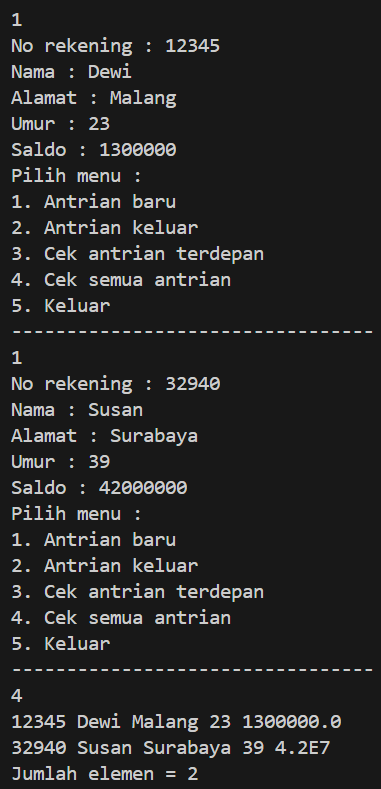 1
No rekening : 12345
Nama : Dewi
Alamat : Malang
Umur : 23
Saldo : 1300000
Pilih menu :
1. Antrian baru
2. Antrian keluar
3. Cek antrian terdepan
4. Cek semua antrian
5. Keluar
---------------------------------
1
No rekening : 32940
Nama : Susan
Alamat : Surabaya
Umur : 39
Saldo : 42000000
Pilih menu :
1. Antrian baru
2. Antrian keluar
3. Cek antrian terdepan
4. Cek semua antrian
5. Keluar
---------------------------------
4
12345 Dewi Malang 23 1300000.0
32940 Susan Surabaya 39 4.2E7
Jumlah elemen = 2